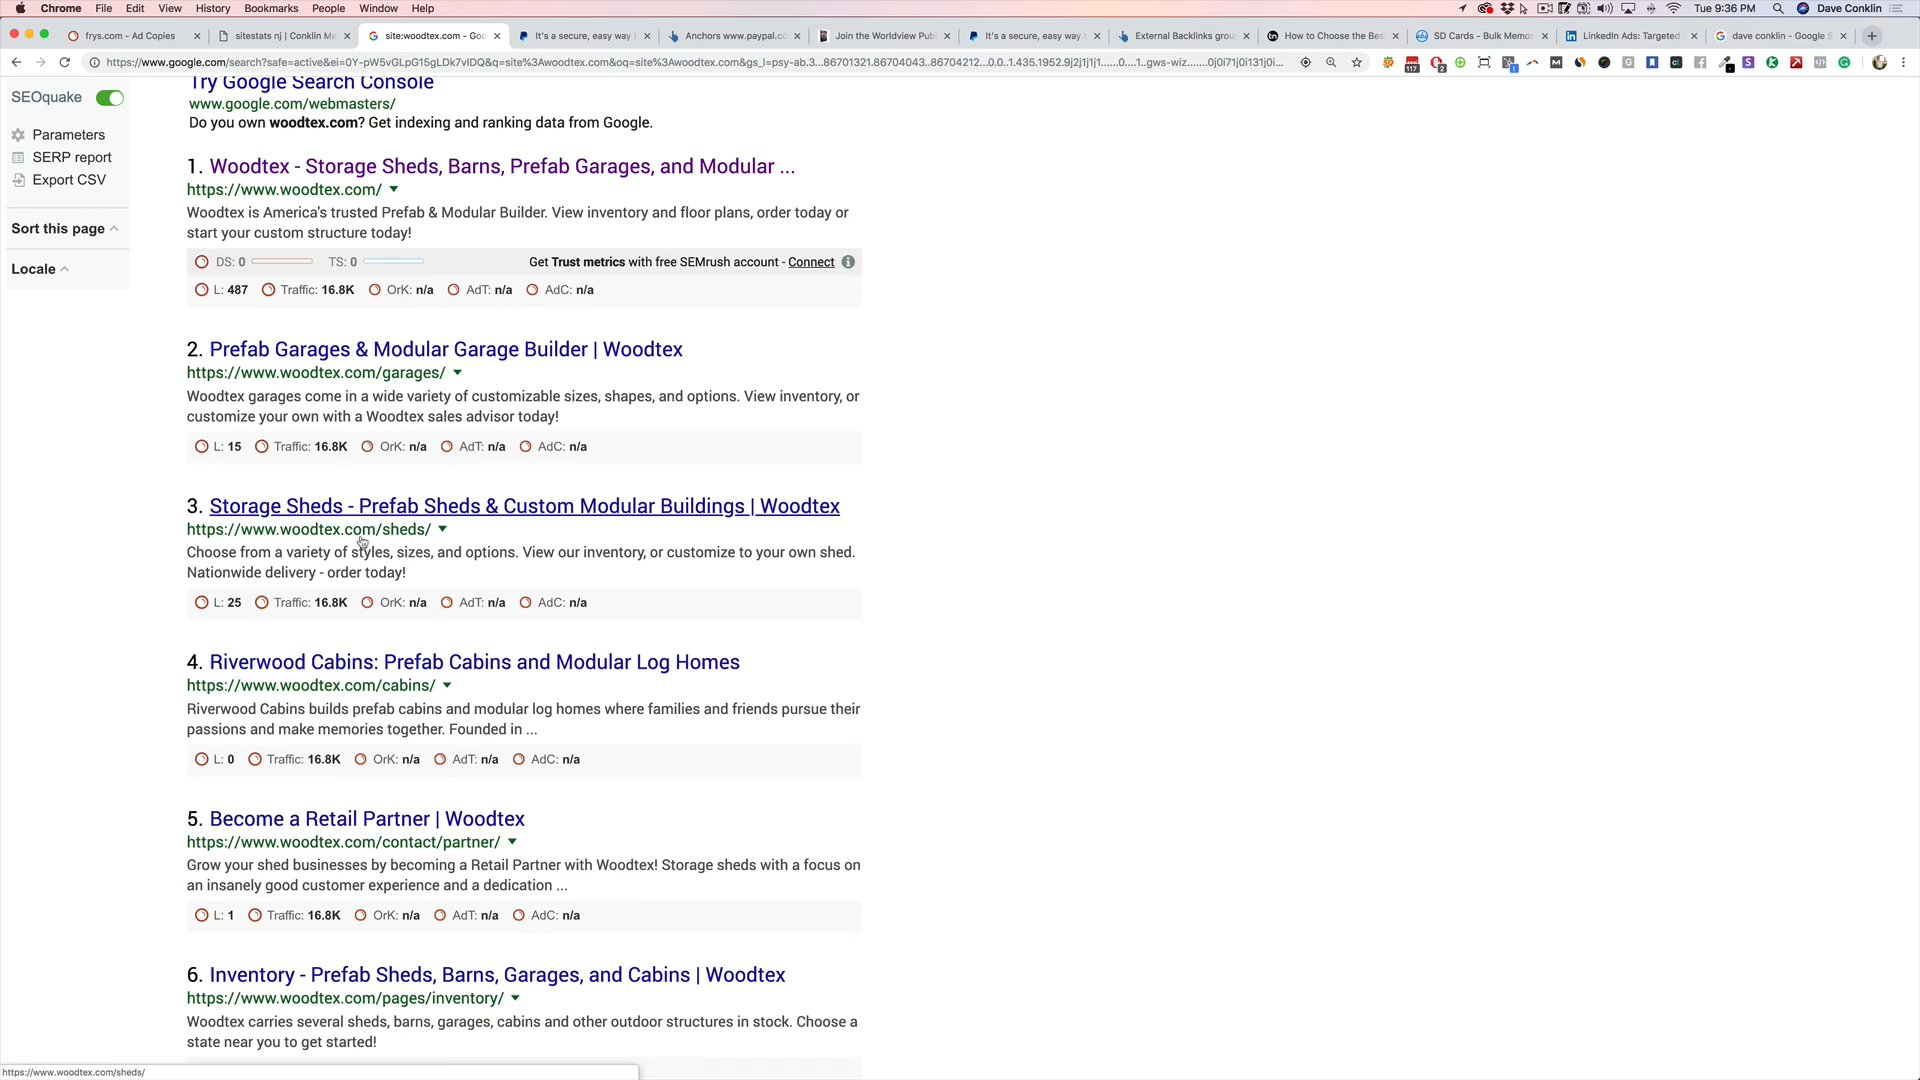 Chrome File Edit View History Bookmarks People Window Help
Tue 9:36 PM Dave Conklin
frys.com - Ad Copies
sitestats nj | Conklin Me
site:woodtex.com - Goo
It's a secure, easy way
Anchors www.paypal.co
Join the Worldview Pub
It's a secure, easy way
External Backlinks grou
How to Choose the Bes
SD Cards - Bulk Memo
LinkedIn Ads: Targeted
dave conklin - Google S
SEOquake
Parameters
SERP report
Export CSV
Sort this page
Locale
Try Google Search Console
www.google.com/webmasters/
Do you own woodtex.com? Get indexing and ranking data from Google.
1. Woodtex - Storage Sheds, Barns, Prefab Garages, and Modular ...
https://www.woodtex.com/
Woodtex is America's trusted Prefab & Modular Builder. View inventory and floor plans, order today or
start your custom structure today!
DS: 0 TS: 0 Get Trust metrics with free SEMrush account - Connect
L: 487 Traffic: 16.8K OrK: n/a AdT: n/a AdC: n/a
2. Prefab Garages & Modular Garage Builder | Woodtex
https://www.woodtex.com/garages/
Woodtex garages come in a wide variety of customizable sizes, shapes, and options. View inventory, or
customize your own with a Woodtex sales advisor today!
L: 15 Traffic: 16.8K OrK: n/a AdT: n/a AdC: n/a
3. Storage Sheds - Prefab Sheds & Custom Modular Buildings | Woodtex
https://www.woodtex.com/sheds/
Choose from a variety of styles, sizes, and options. View our inventory, or customize to your own shed.
Nationwide delivery - order today!
L: 25 Traffic: 16.8K OrK: n/a AdT: n/a AdC: n/a
4. Riverwood Cabins: Prefab Cabins and Modular Log Homes
https://www.woodtex.com/cabins/
Riverwood Cabins builds prefab cabins and modular log homes where families and friends pursue their
passions and make memories together. Founded in ...
L: 0 Traffic: 16.8K OrK: n/a AdT: n/a AdC: n/a
5. Become a Retail Partner | Woodtex
https://www.woodtex.com/contact/partner/
Grow your shed businesses by becoming a Retail Partner with Woodtex! Storage sheds with a focus on
an insanely good customer experience and a dedication ...
L: 1 Traffic: 16.8K OrK: n/a AdT: n/a AdC: n/a
6. Inventory - Prefab Sheds, Barns, Garages, and Cabins | Woodtex
https://www.woodtex.com/pages/inventory/
Woodtex carries several sheds, barns, garages, cabins and other outdoor structures in stock. Choose a
state near you to get started!
https://www.woodtex.com/sheds/